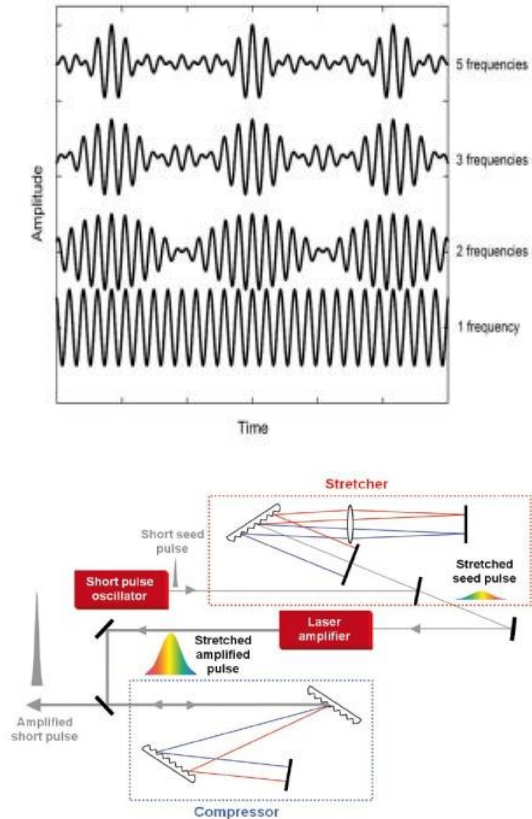 5 frequencies
3 frequencies
2 frequencies
1 frequency
Amplitude
Time
Stretcher
Short seed
pulse
Short pulse
oscillator
Stretched
seed pulse
Laser
amplifier
Stretched
amplified
pulse
Amplified
short pulse
Compressor